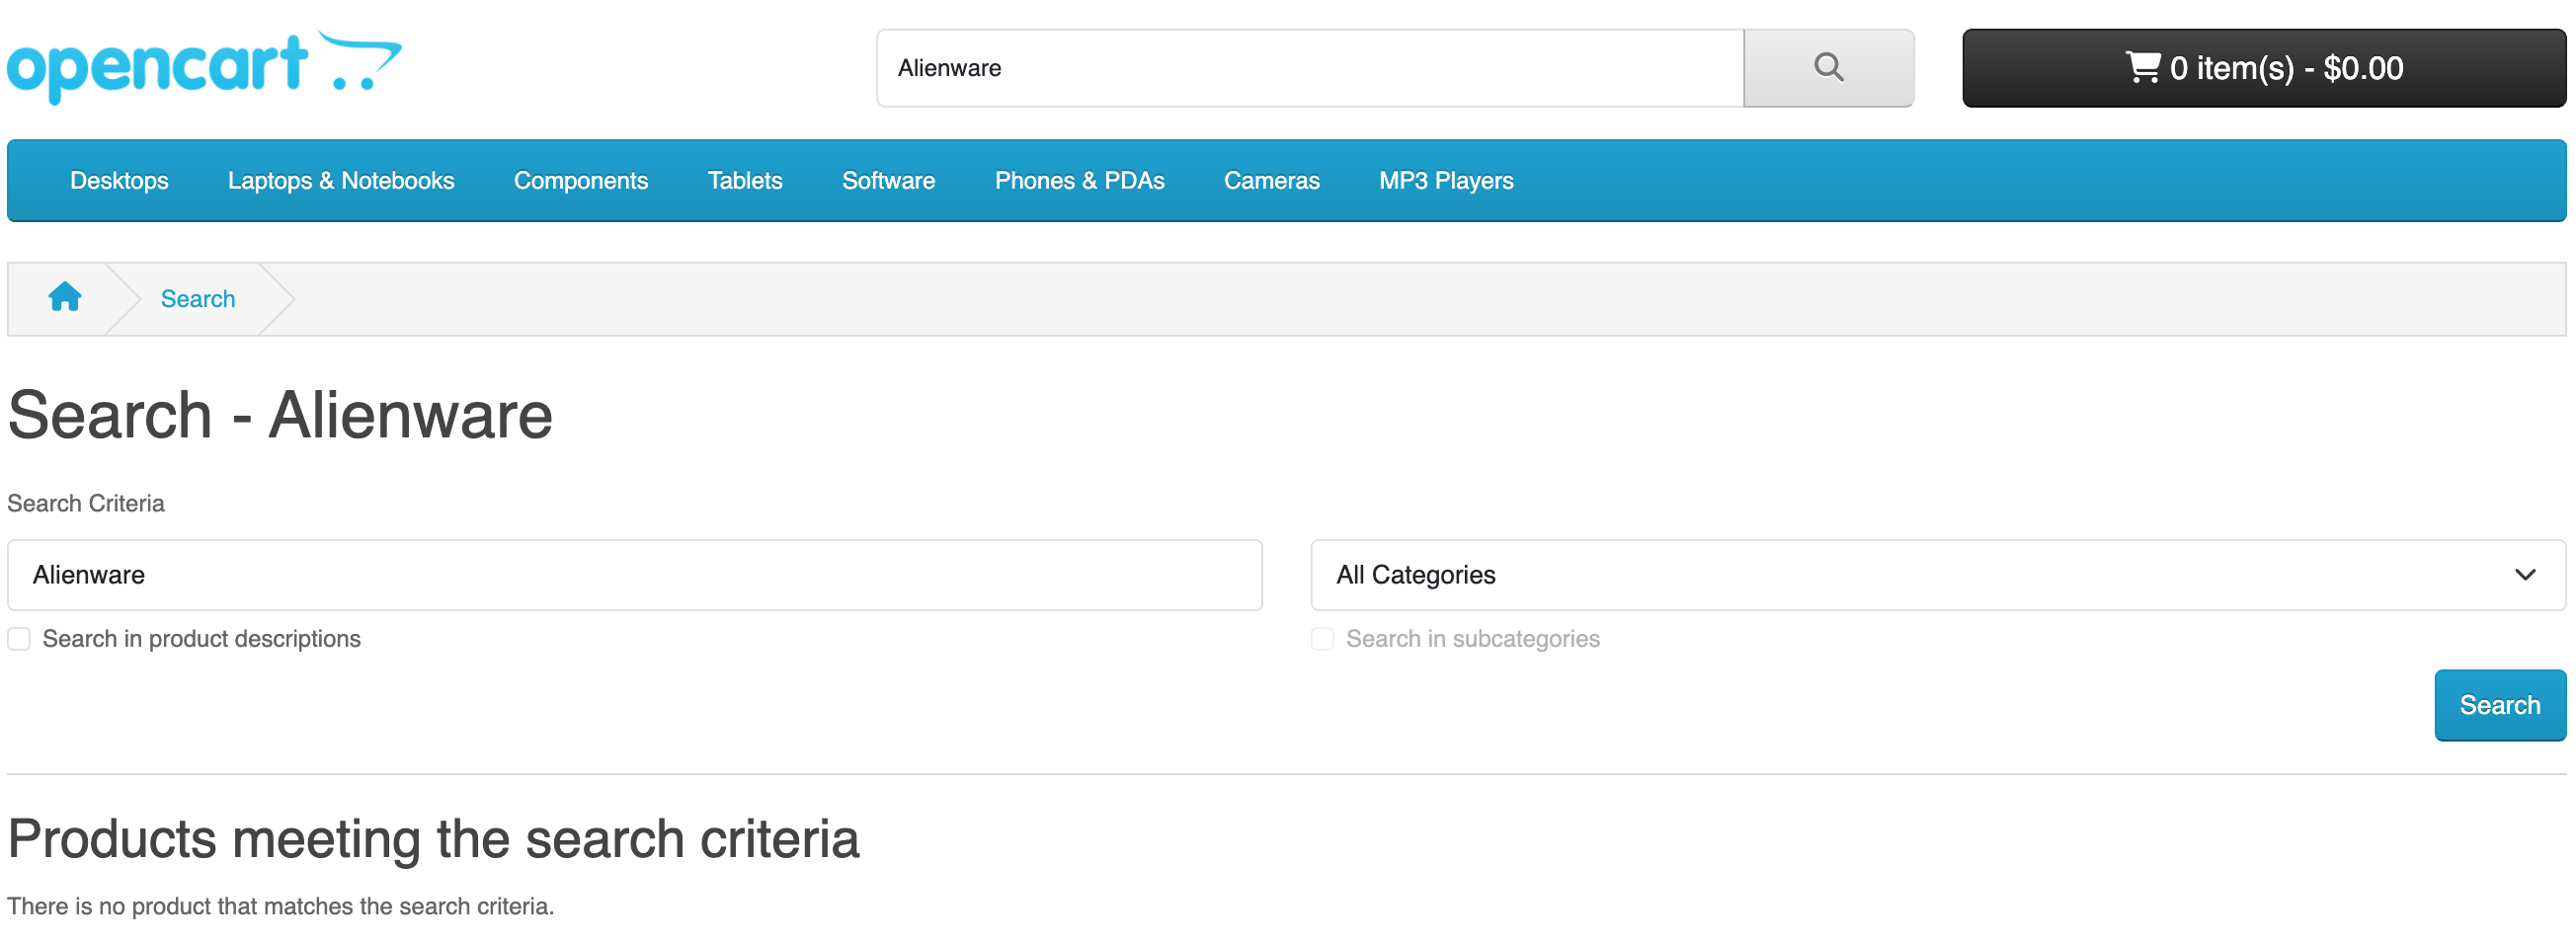 opencart
Alienware
0 item(s) - $0.00
Desktops Laptops & Notebooks Components Tablets Software Phones & PDAs Cameras MP3 Players
Search
Search - Alienware
Search Criteria
Alienware
All Categories
Search in product descriptions
Search in subcategories
Search
Products meeting the search criteria
There is no product that matches the search criteria.